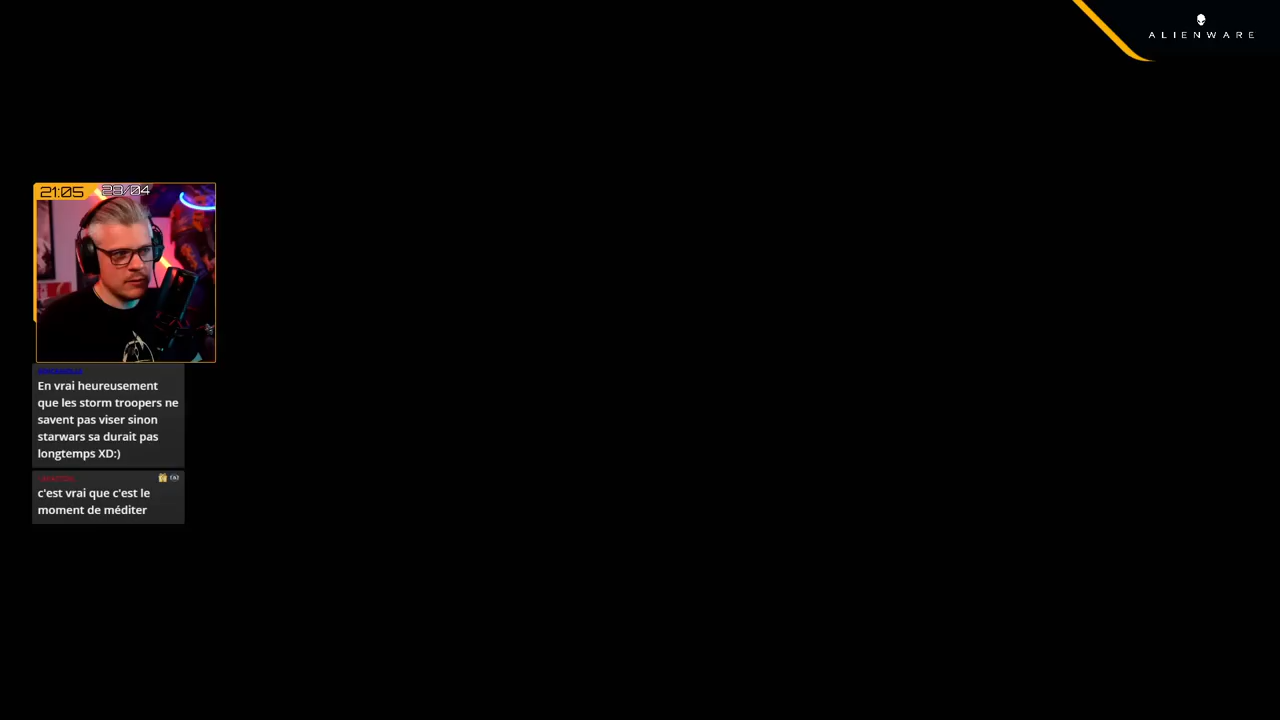 ALIENWARE
21:05 28/04
En vrai heureusement
que les storm troopers ne
savent pas viser sinon
starwars sa durait pas
longtemps XD:)
c'est vrai que c'est le
moment de méditer